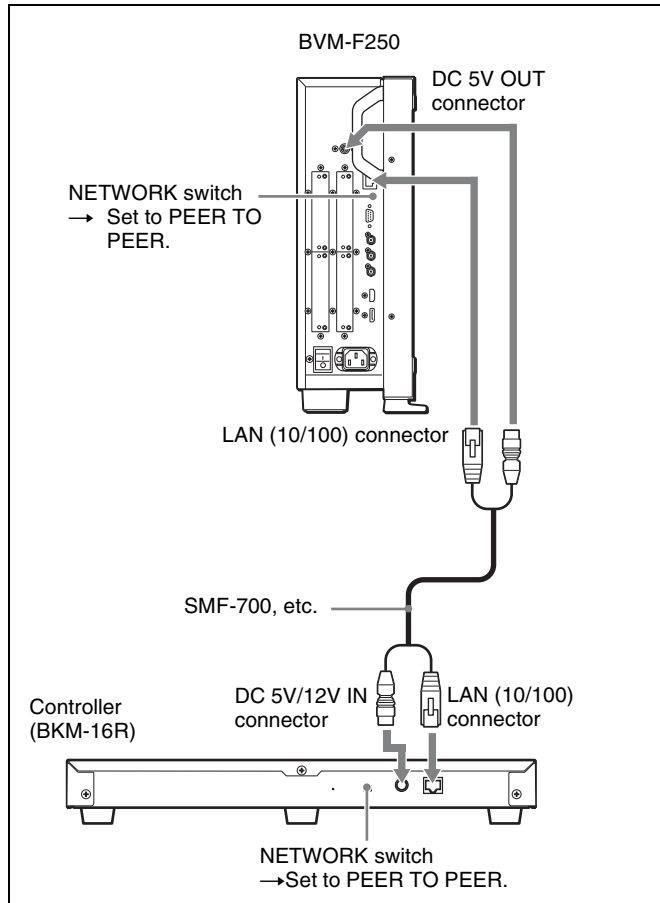 BVM-F250
DC 5V OUT
connector
NETWORK switch
→ Set to PEER TO
PEER.
LAN (10/100) connector
SMF-700, etc.
Controller
(BKM-16R)
DC 5V/12V IN
connector
LAN (10/100)
connector
NETWORK switch
→Set to PEER TO PEER.